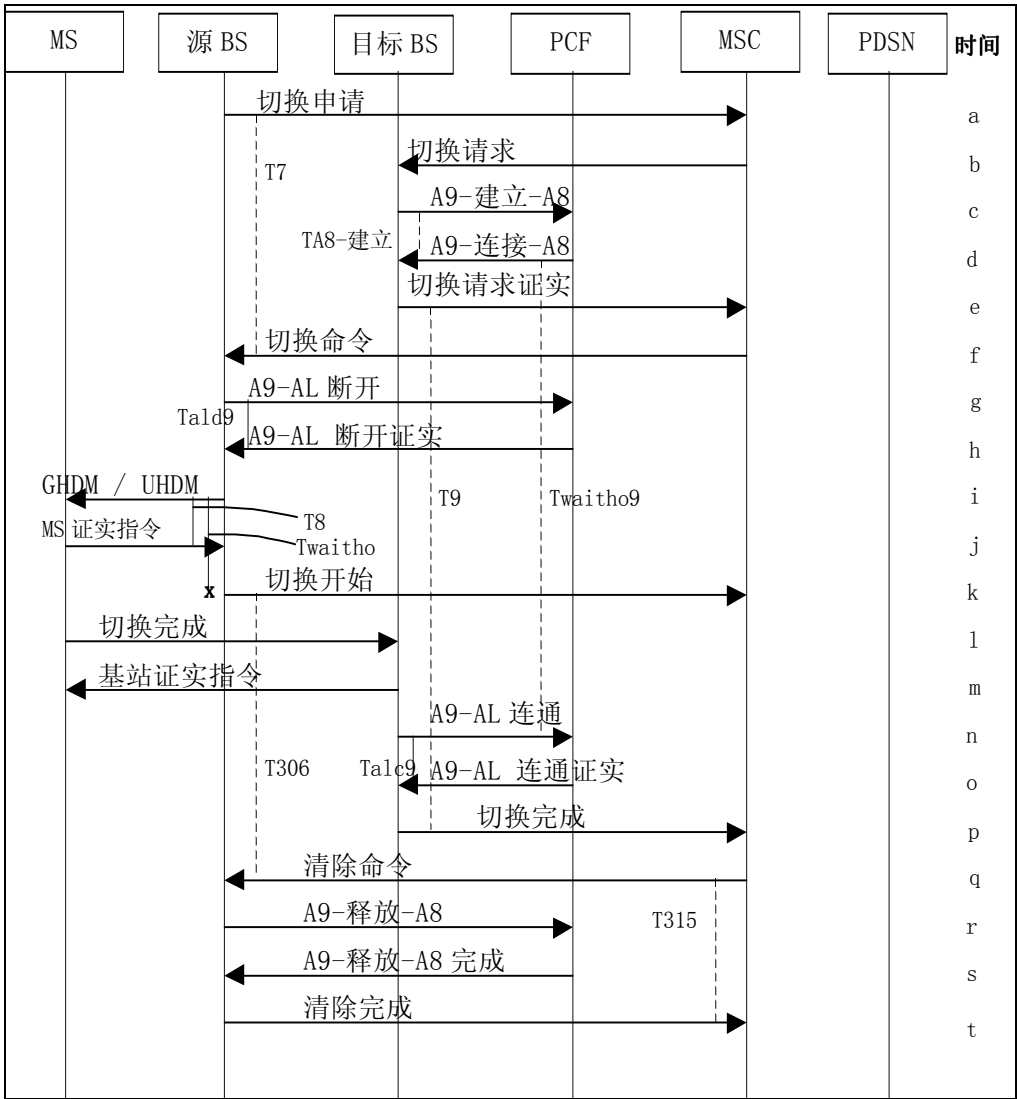 MS 源 BS 目标 BS PCF MSC PDSN 时间
切换申请 a
切换请求 b
T7
A9-建立-A8 c
TA8-建立
A9-连接-A8 d
切换请求证实 e
切换命令 f
A9-AL 断开 g
Tald9
A9-AL 断开证实 h
GHDM / UHDM i
T9 Twaitho9
T8
MS 证实指令 j
Twaitho
切换开始 k
x
切换完成 l
基站证实指令 m
A9-AL 连通 n
T306 Talc9
A9-AL 连通证实 o
切换完成 p
清除命令 q
A9-释放-A8 r
T315
A9-释放-A8 完成 s
清除完成 t